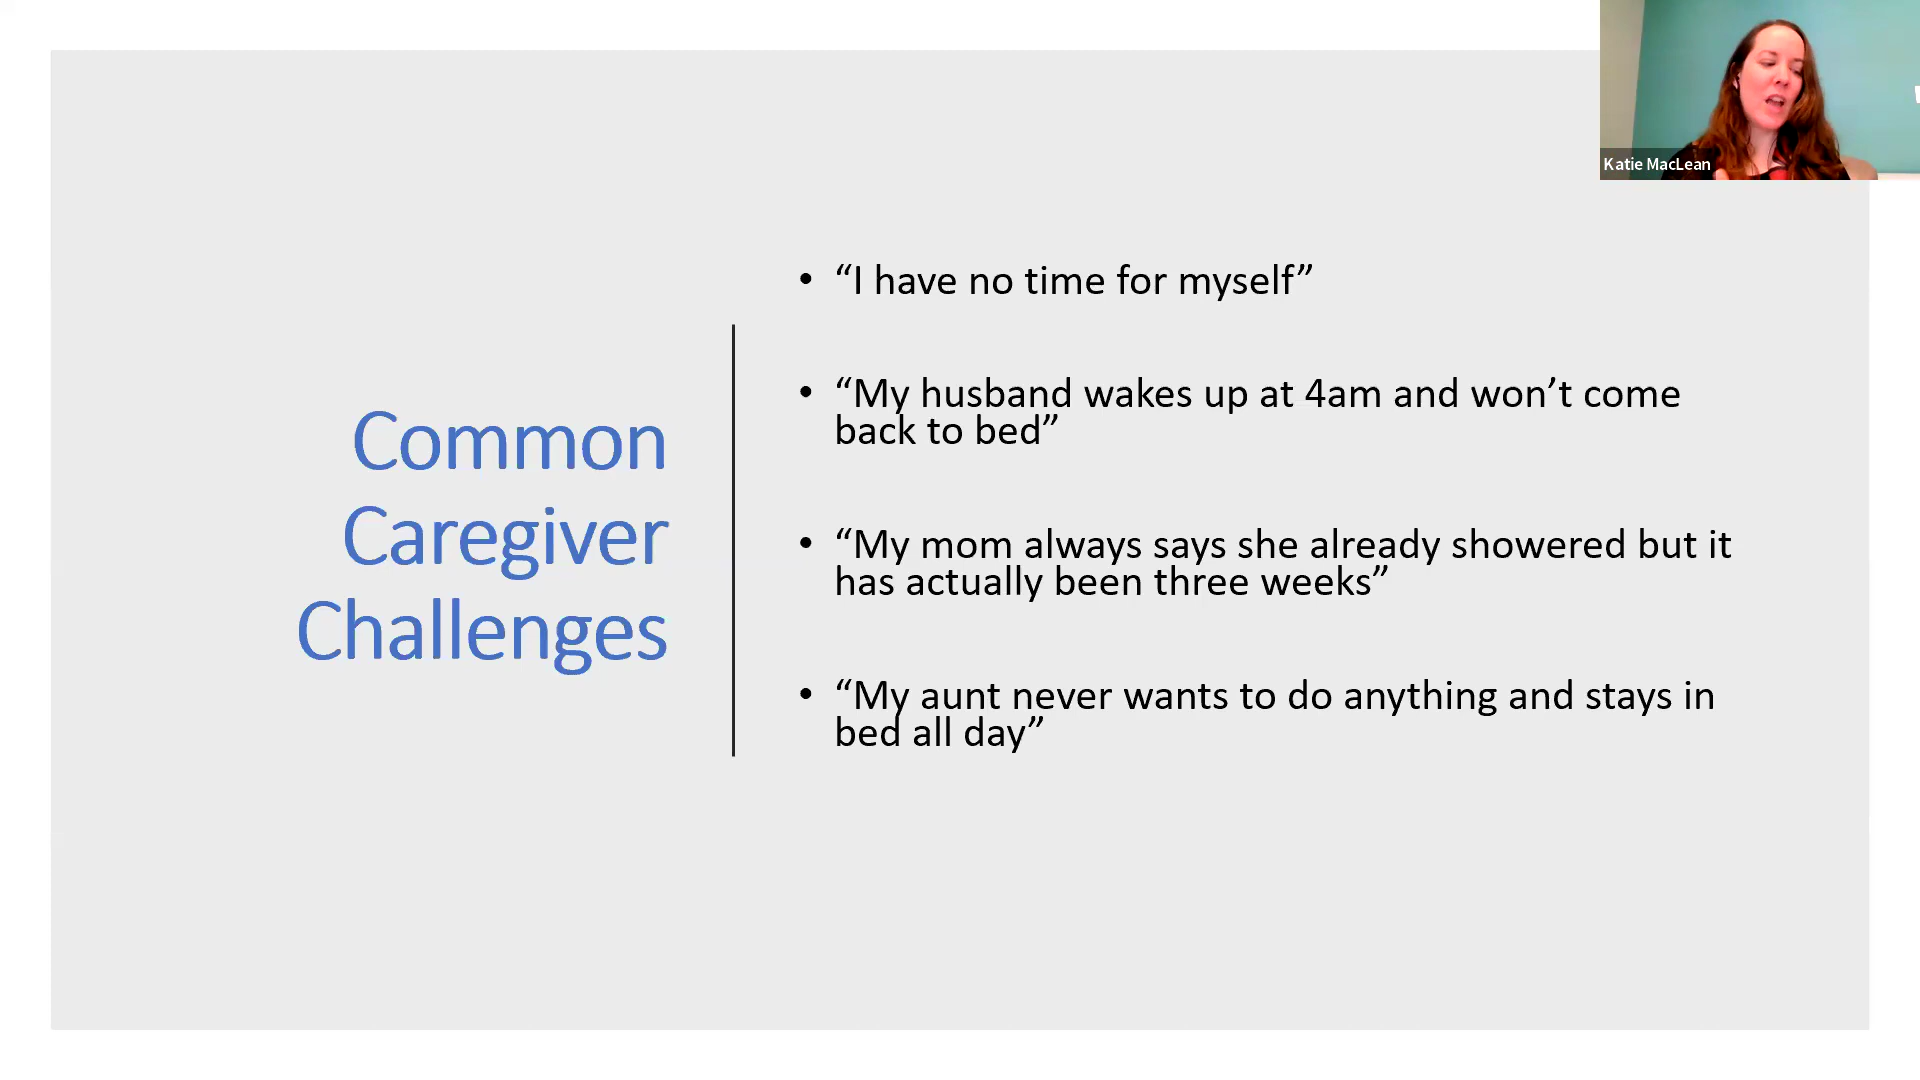 Katie MacLean
Common
Caregiver
Challenges
• “I have no time for myself”
• “My husband wakes up at 4am and won’t come
back to bed”
• “My mom always says she already showered but it
has actually been three weeks”
• “My aunt never wants to do anything and stays in
bed all day”